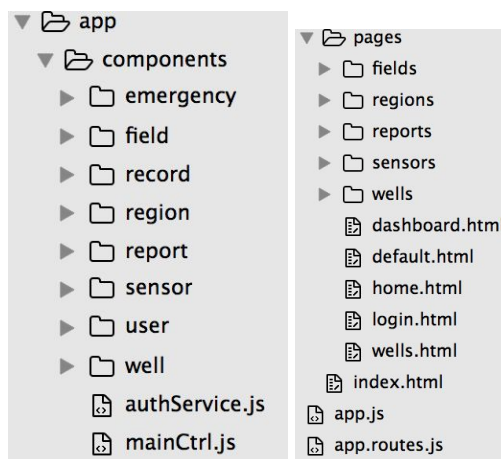 app
components
emergency
field
record
region
report
sensor
user
well
authService.js
mainCtrl.js
pages
fields
regions
reports
sensors
wells
dashboard.htm
default.html
home.html
login.html
wells.html
index.html
app.js
app.routes.js